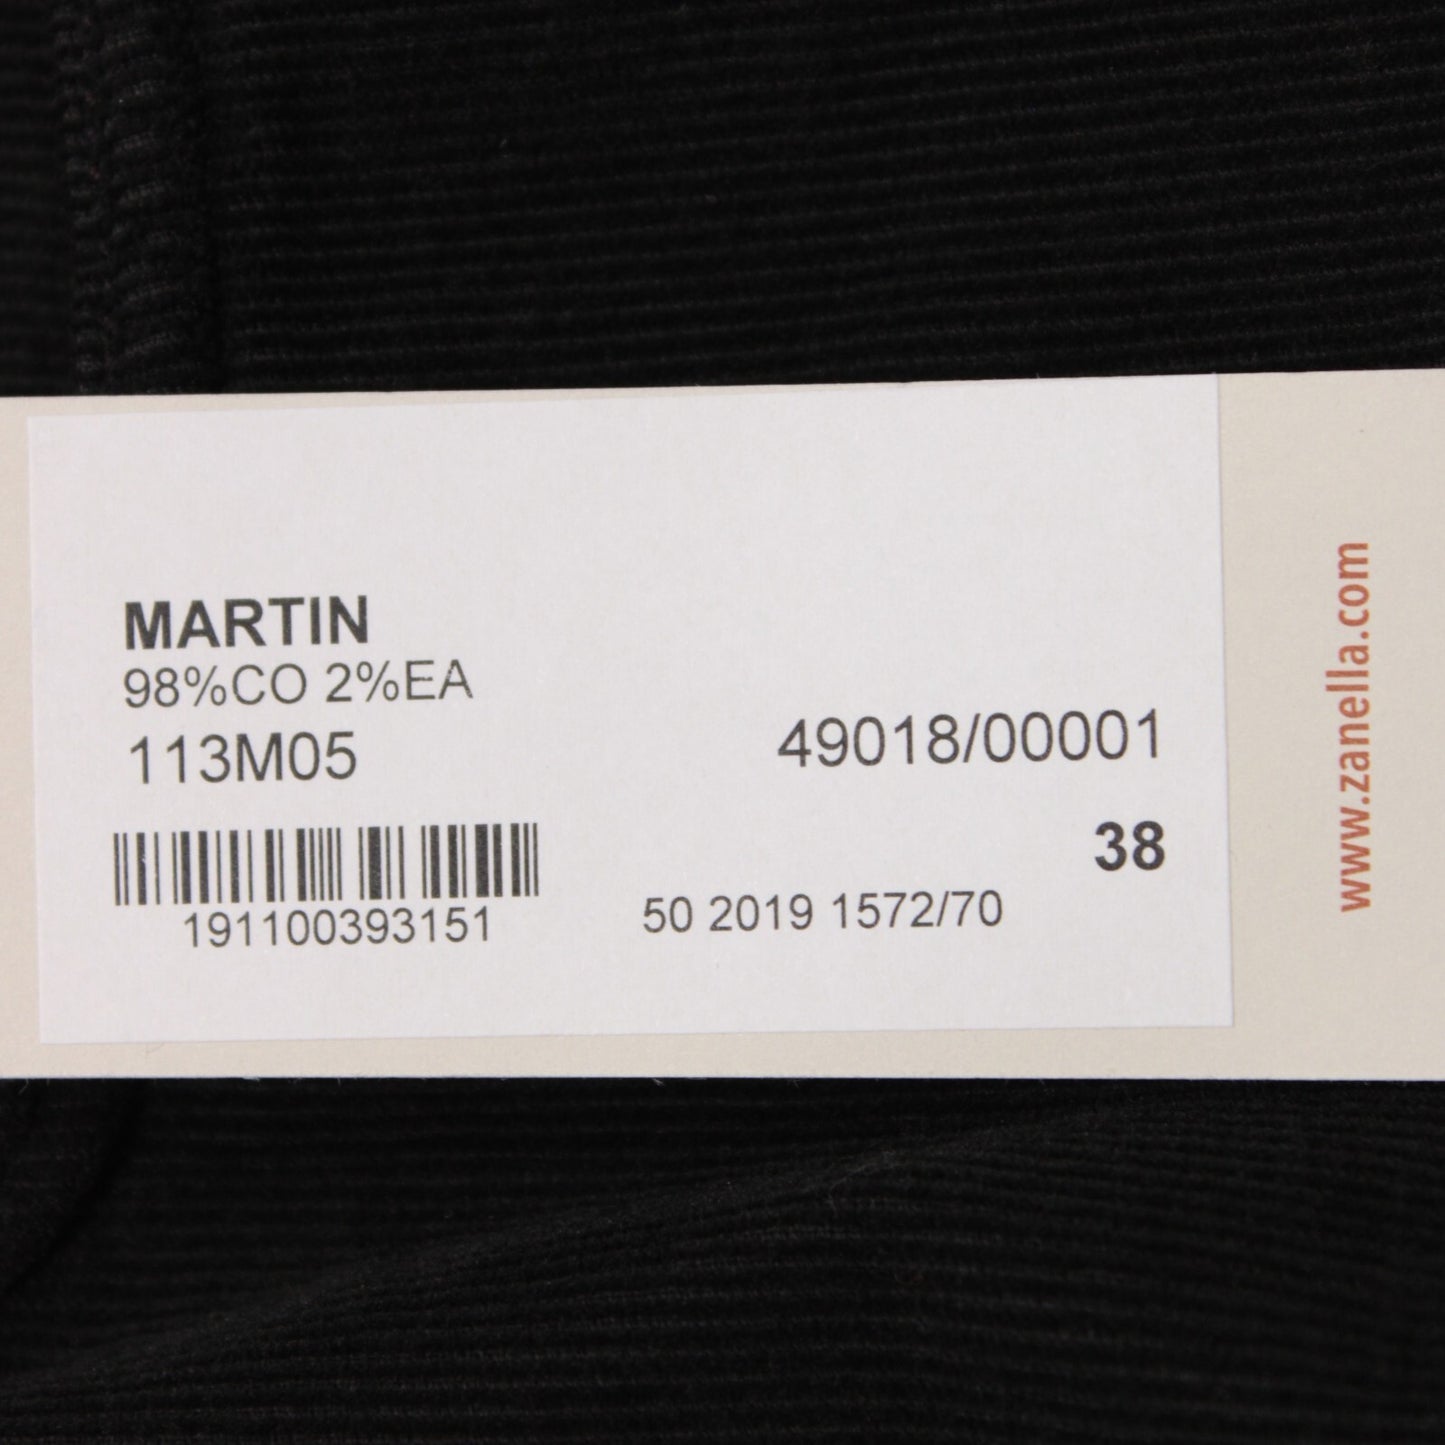 MARTIN
98%CO 2%EA
113M05
49018/00001
38
191100393151
50 2019 1572/70
www.zanella.com